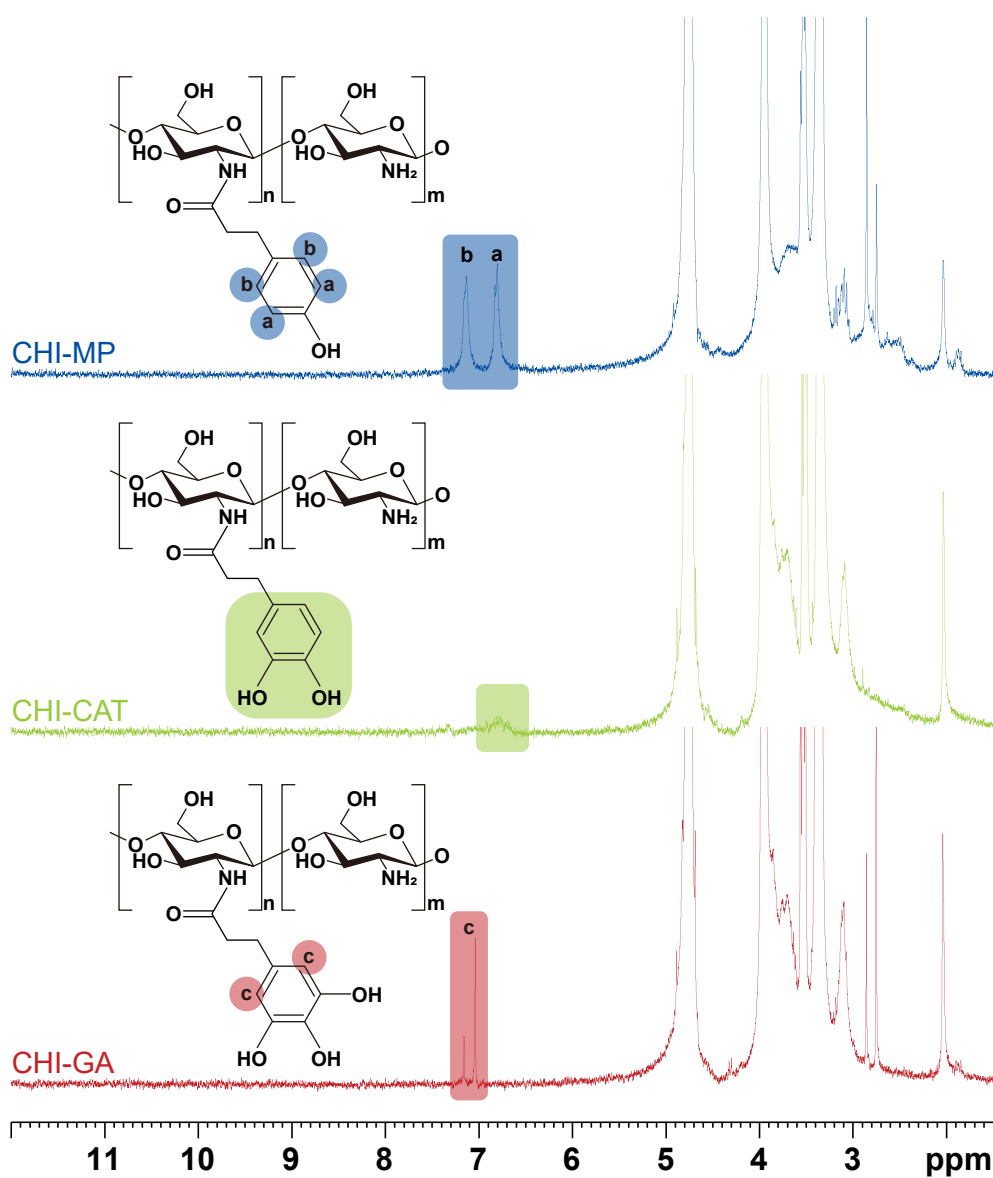 OH OH
O O O O
HO HO
NH NH₂
n m
O
b
b a
a
OH
b a
CHI-MP
OH OH
O O O O
HO HO
NH NH₂
n m
O
HO OH
CHI-CAT
OH OH
O O O O
HO HO
NH NH₂
n m
O
c
c
OH
HO OH
c
CHI-GA
11 10 9 8 7 6 5 4 3 ppm